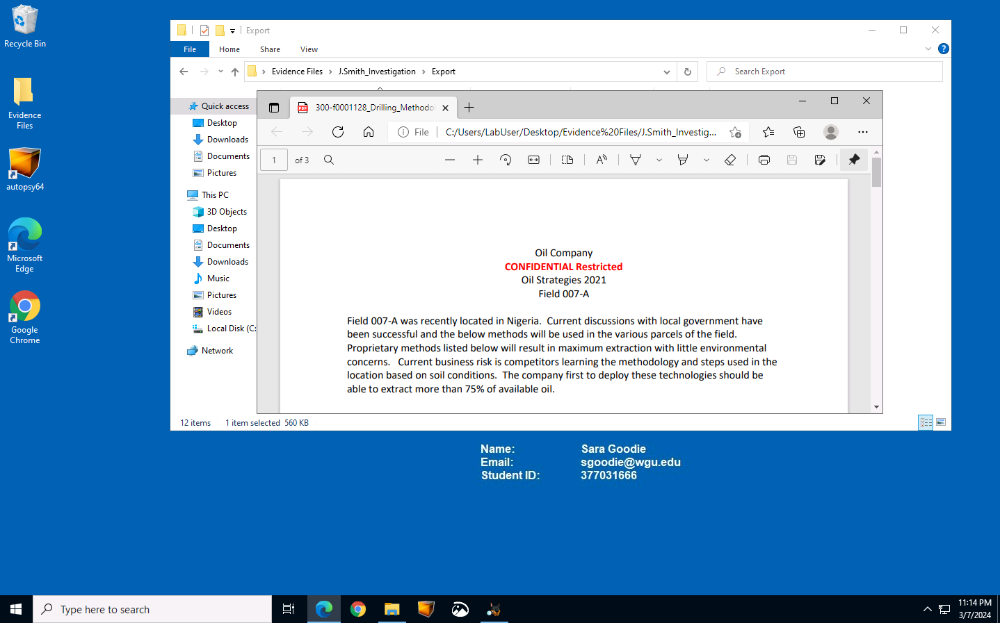 Recycle Bin
Evidence
Files
autopsy64
Microsoft
Edge
Google
Chrome
Export
File
Home
Share
View
?
Evidence Files
J.Smith_Investigation
Export
Search Export
Quick access
Desktop
Downloads
Documents
Pictures
This PC
3D Objects
Desktop
Documents
Downloads
Music
Pictures
Videos
Local Disk (C:
Network
12 items
1 item selected 560 KB
PDF
300-f0001128_Drilling_Methodol
File
C:/Users/LabUser/Desktop/Evidence%20Files/J.Smith_Investig...
1
of 3
Oil Company
CONFIDENTIAL Restricted
Oil Strategies 2021
Field 007-A
Field 007-A was recently located in Nigeria.  Current discussions with local government have
been successful and the below methods will be used in the various parcels of the field.
Proprietary methods listed below will result in maximum extraction with little environmental
concerns.   Current business risk is competitors learning the methodology and steps used in the
location based on soil conditions.  The company first to deploy these technologies should be
able to extract more than 75% of available oil.
Name: Sara Goodie
Email: sgoodie@wgu.edu
Student ID: 377031666
Type here to search
11:14 PM
3/7/2024